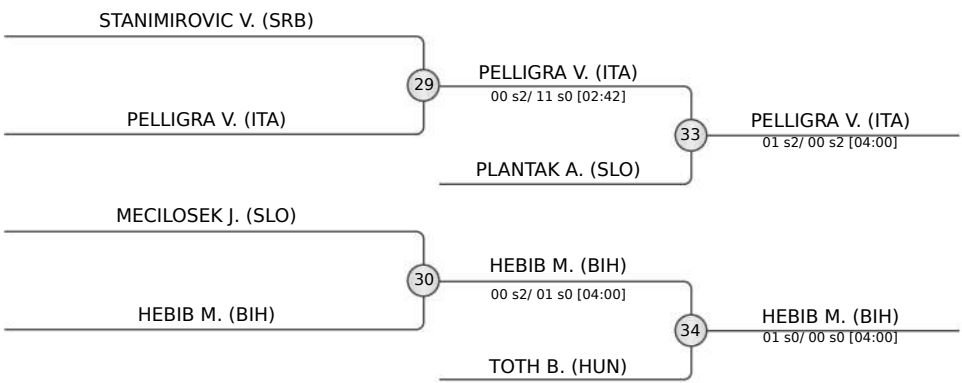 STANIMIROVIC V. (SRB)
29
PELLIGRA V. (ITA)
PELLIGRA V. (ITA)
00 s2/ 11 s0 [02:42]
33
PLANTAK A. (SLO)
PELLIGRA V. (ITA)
01 s2/ 00 s2 [04:00]
MECILOSEK J. (SLO)
30
HEBIB M. (BIH)
HEBIB M. (BIH)
00 s2/ 01 s0 [04:00]
34
TOTH B. (HUN)
HEBIB M. (BIH)
01 s0/ 00 s0 [04:00]